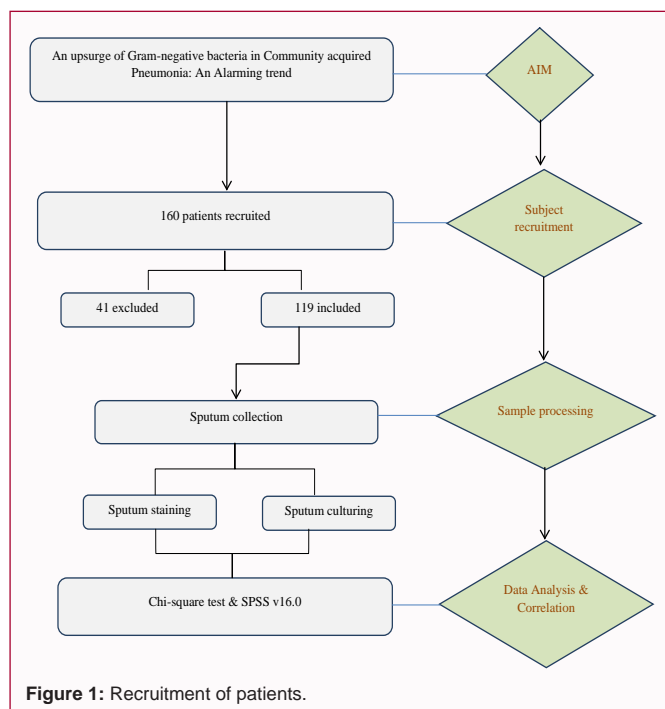 An upsurge of Gram-negative bacteria in Community acquired
Pneumonia: An Alarming trend
AIM
160 patients recruited
Subject
recruitment
41 excluded
119 included
Sputum collection
Sample processing
Sputum staining
Sputum culturing
Chi-square test & SPSS v16.0
Data Analysis &
Correlation
Figure 1: Recruitment of patients.